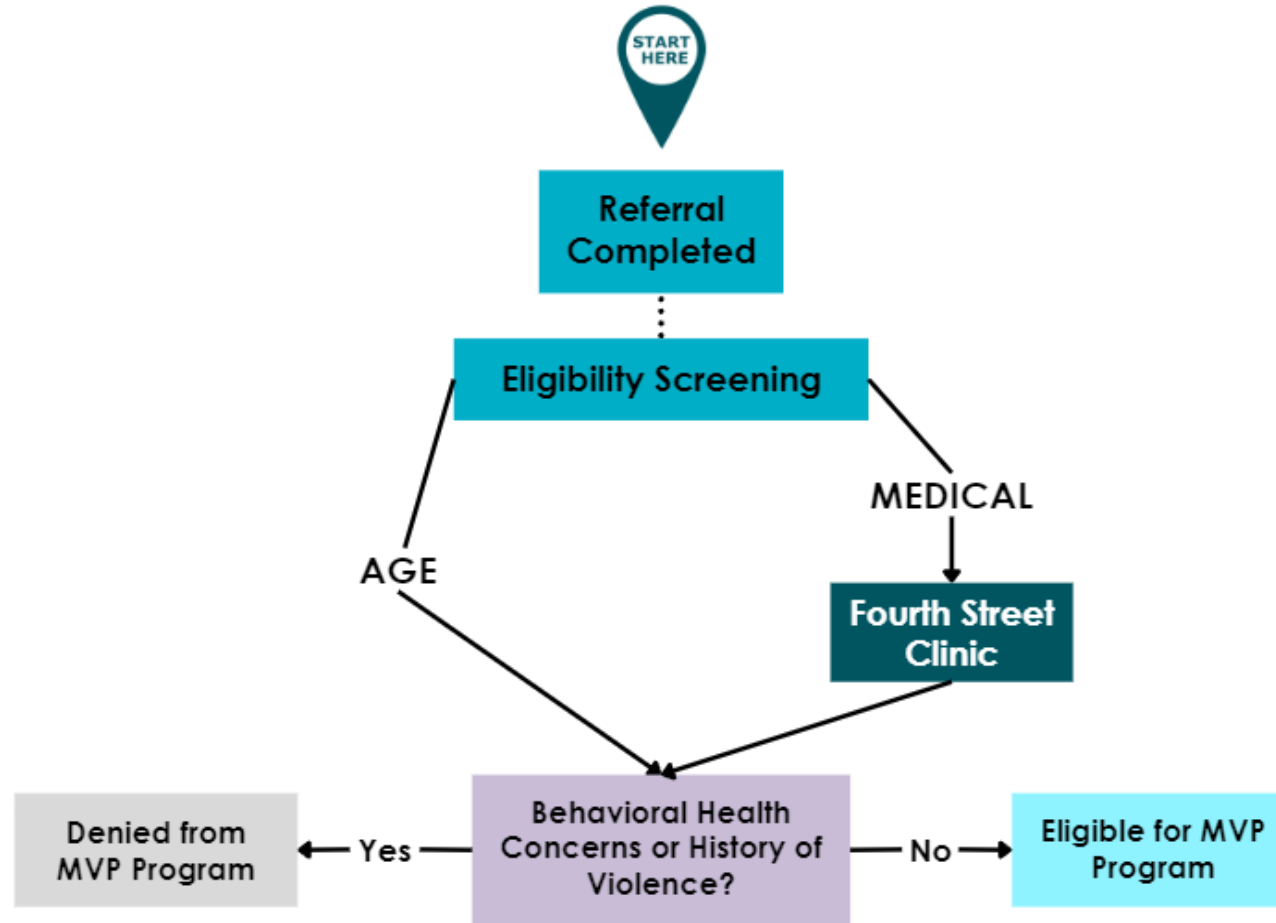 START
HERE
Referral
Completed
Eligibility Screening
MEDICAL
AGE
Fourth Street
Clinic
Denied from
MVP Program
Yes
Behavioral Health
Concerns or History of
Violence?
No
Eligible for MVP
Program